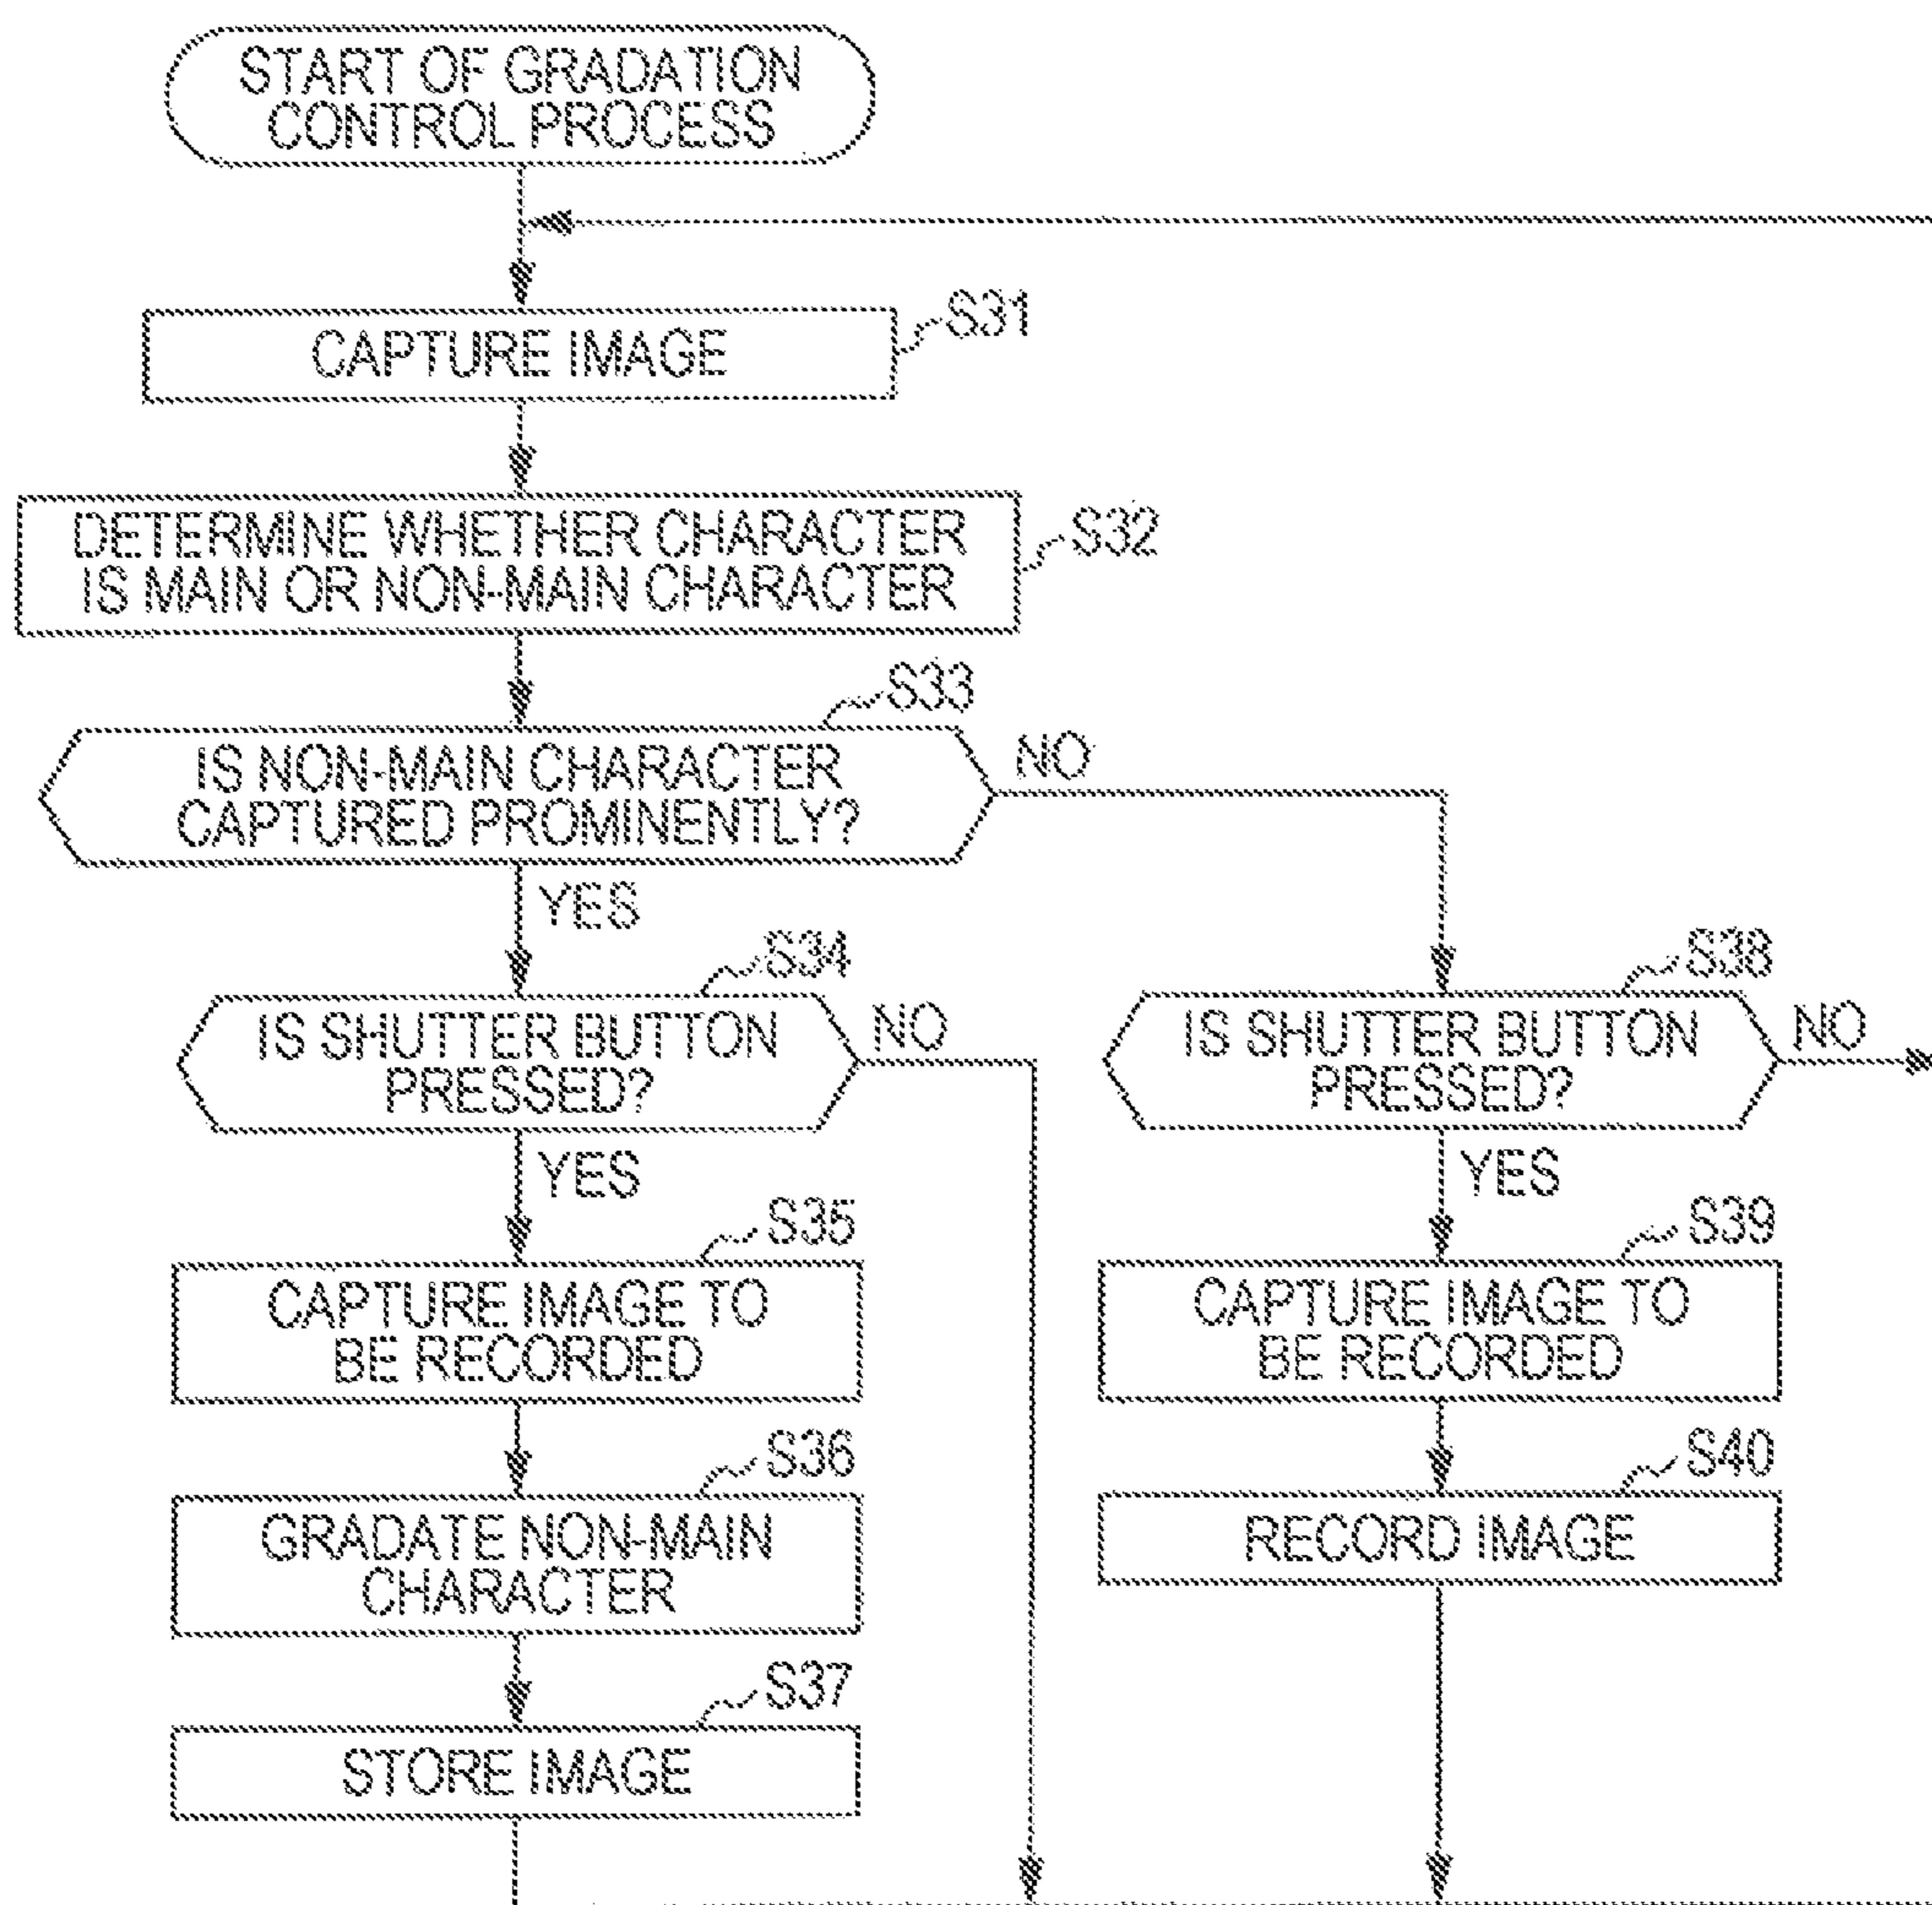 START OF GRADATION
CONTROL PROCESS
CAPTURE IMAGE
S31
DETERMINE WHETHER CHARACTER
IS MAIN OR NON-MAIN CHARACTER
S32
S33
IS NON-MAIN CHARACTER
CAPTURED PROMINENTLY?
NO
YES
S34
IS SHUTTER BUTTON
PRESSED?
NO
YES
S35
CAPTURE IMAGE TO
BE RECORDED
S36
GRADATE NON-MAIN
CHARACTER
S37
STORE IMAGE
S38
IS SHUTTER BUTTON
PRESSED?
NO
YES
S39
CAPTURE IMAGE TO
BE RECORDED
S40
RECORD IMAGE